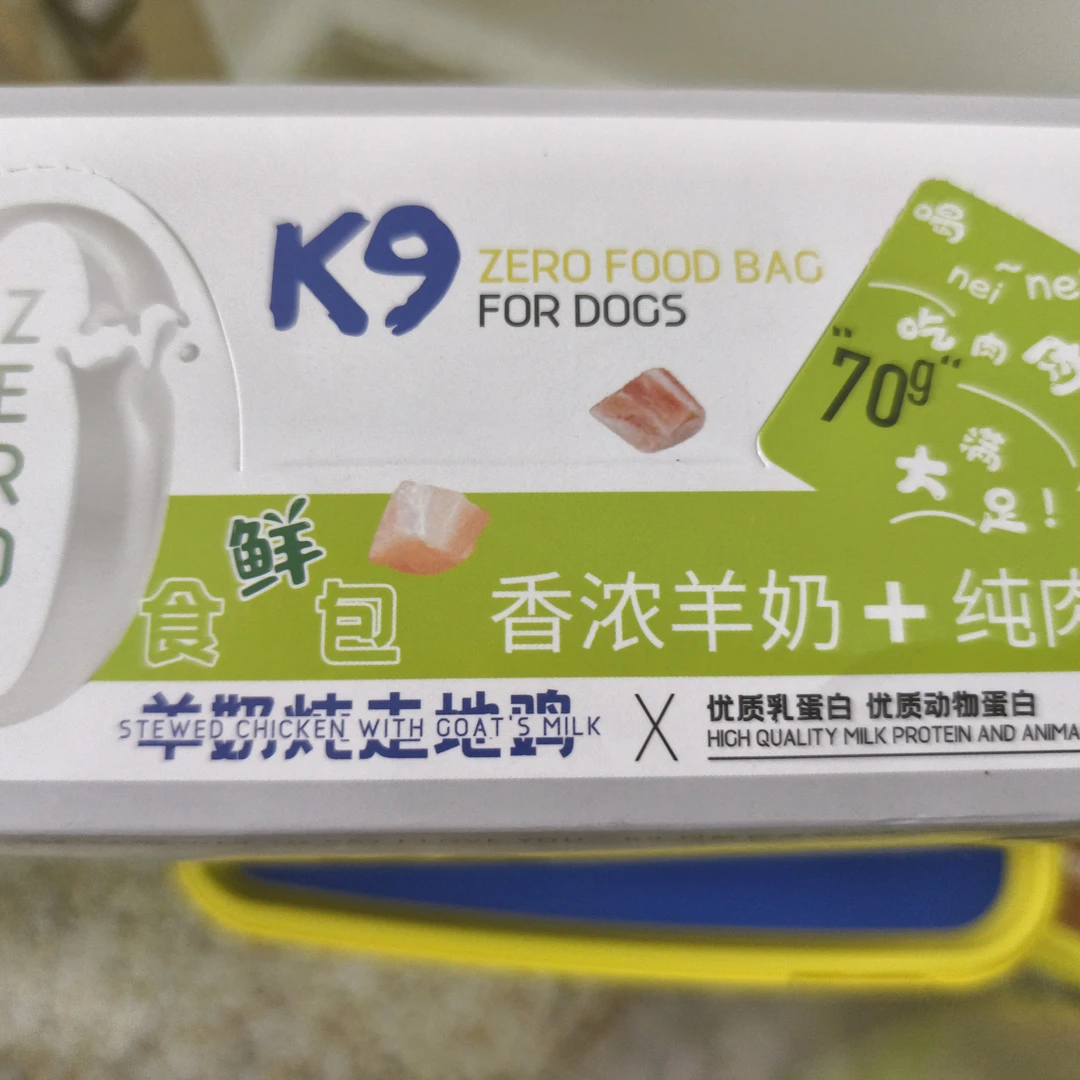 Z
E
R
O
K9
ZERO FOOD BAG
FOR DOGS
nei nei
吃肉肉
"70g"
大满足!
鲜
食 包
香浓羊奶+纯肉
羊奶炖走地鸡
STEWED CHICKEN WITH GOAT'S MILK
X
优质乳蛋白 优质动物蛋白
HIGH QUALITY MILK PROTEIN AND ANIMA